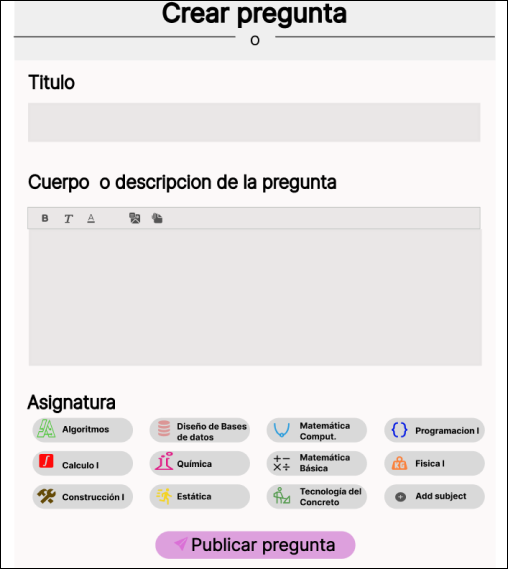 Crear pregunta
O
Titulo
Cuerpo o descripcion de la pregunta
B T A
Asignatura
Algoritmos
Diseño de Bases
de datos
Matemática
Comput.
Programacion I
Calculo I
Química
Matemática
Básica
Fisica I
Construcción I
Estática
Tecnología del
Concreto
Add subject
Publicar pregunta